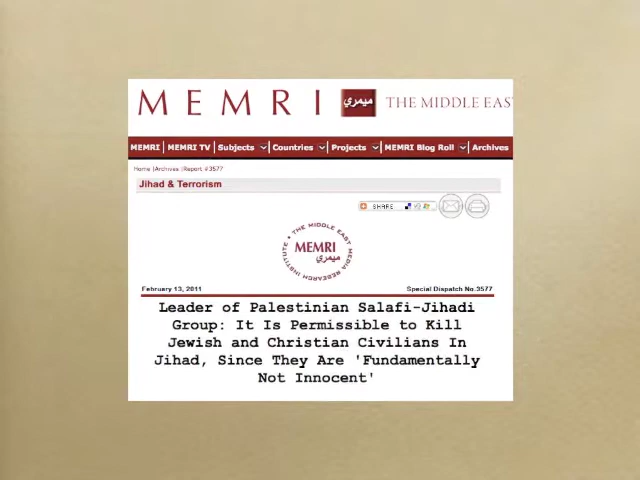 MEMRI ميمري THE MIDDLE EAS
MEMRI MEMRI TV Subjects Countries Projects MEMRI Blog Roll Archives
Home |Archives |Report #3577
Jihad & Terrorism
SHARE
THE MIDDLE EAST MEDIA RESEARCH INSTITUTE
MEMRI
ميمري
February 13, 2011 Special Dispatch No.3577
Leader of Palestinian Salafi-Jihadi
Group: It Is Permissible to Kill
Jewish and Christian Civilians In
Jihad, Since They Are 'Fundamentally
Not Innocent'